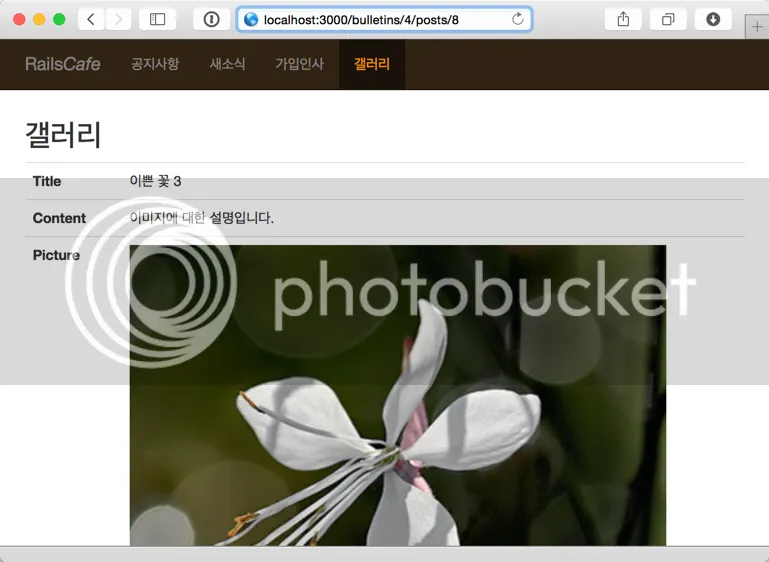 localhost:3000/bulletins/4/posts/8
RailsCafe 공지사항 새소식 가입인사 갤러리
갤러리
Title 이쁜 꽃 3
Content 이미지에 대한 설명입니다.
Picture
photobucket